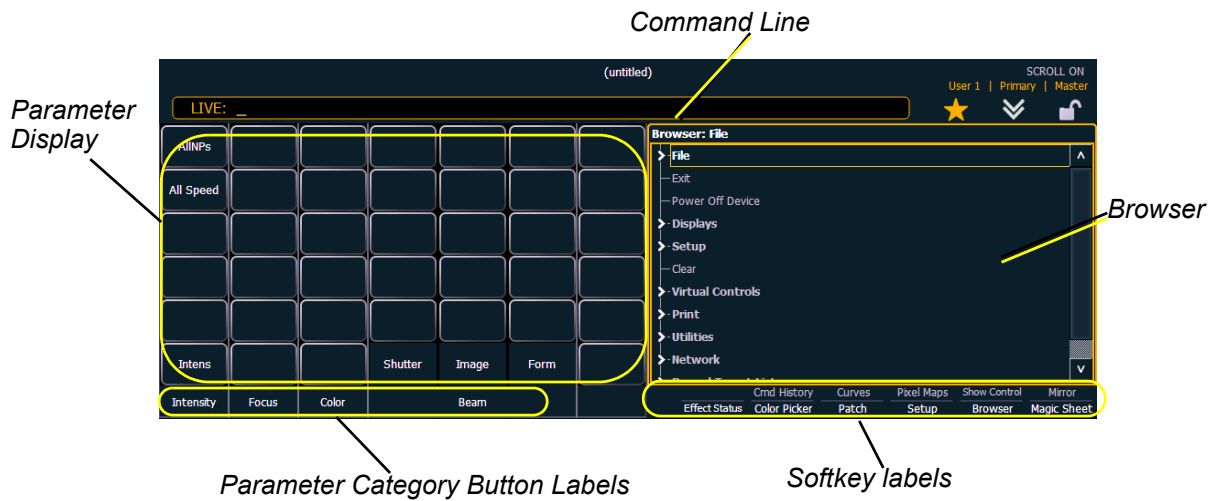 Command Line
(untitled)
SCROLL ON
User 1 | Primary | Master
LIVE: _
Parameter
Display
AllNPs
All Speed
Intens
Shutter
Image
Form
Intensity
Focus
Color
Beam
Browser: File
File
Exit
Power Off Device
Displays
Setup
Clear
Virtual Controls
Print
Utilities
Network
Browser
Cmd History Curves Pixel Maps Show Control Mirror
Effect Status Color Picker Patch Setup Browser Magic Sheet
Parameter Category Button Labels
Softkey labels